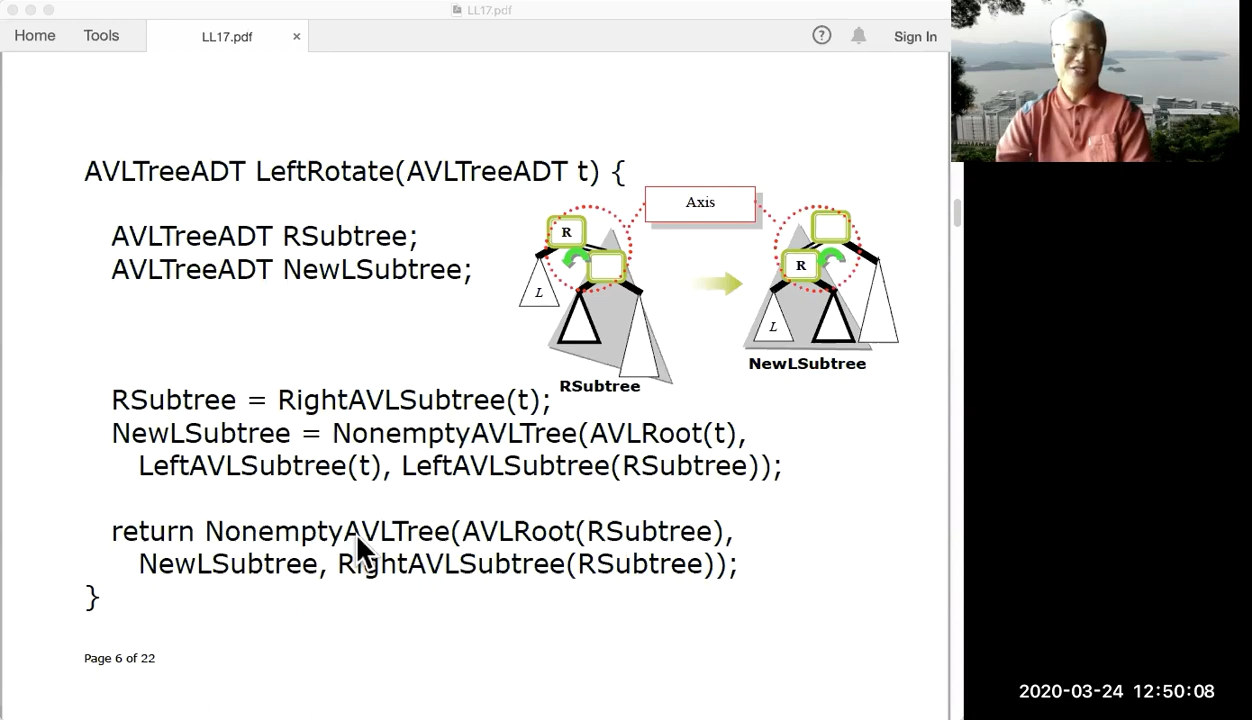 LL17.pdf
Home
Tools
LL17.pdf
×
?
Sign In
AVLTreeADT LeftRotate(AVLTreeADT t) {
AVLTreeADT RSubtree;
AVLTreeADT NewLSubtree;
Axis
R
L
RSubtree
R
L
NewLSubtree
RSubtree = RightAVLSubtree(t);
NewLSubtree = NonemptyAVLTree(AVLRoot(t),
LeftAVLSubtree(t), LeftAVLSubtree(RSubtree));
return NonemptyAVLTree(AVLRoot(RSubtree),
NewLSubtree, RightAVLSubtree(RSubtree));
}
Page 6 of 22
2020-03-24 12:50:08